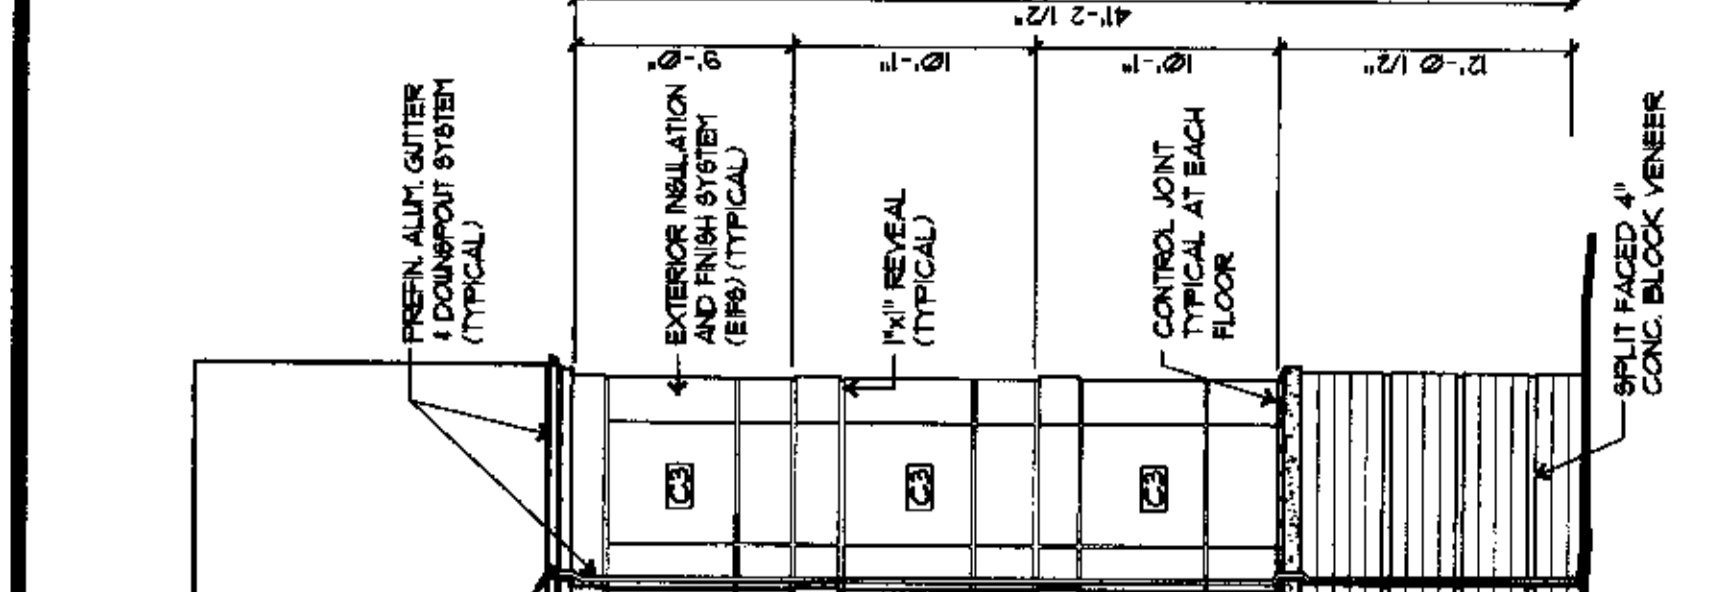 PREFIN. ALUM. GUTTER
& DOWNSPOUT SYSTEM
(TYPICAL)
EXTERIOR INSULATION
AND FINISH SYSTEM
(EIFS) (TYPICAL)
1"x1" REVEAL
(TYPICAL)
CONTROL JOINT
TYPICAL AT EACH
FLOOR
SPLIT FACED 4"
CONC. BLOCK VENEER
41'-2 1/2"
9'-0"
10'-1"
10'-1"
12'-0 1/2"
C3
C3
C3